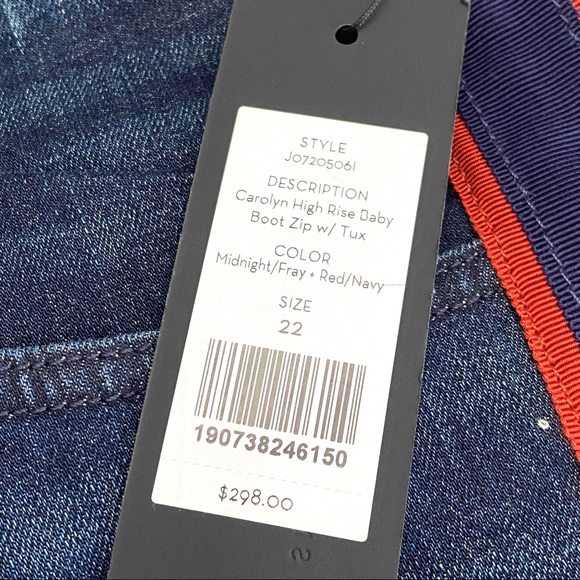 STYLE
J07205061
DESCRIPTION
Carolyn High Rise Baby
Boot Zip w/ Tux
COLOR
Midnight/Fray + Red/Navy
SIZE
22
190738246150
$298.00